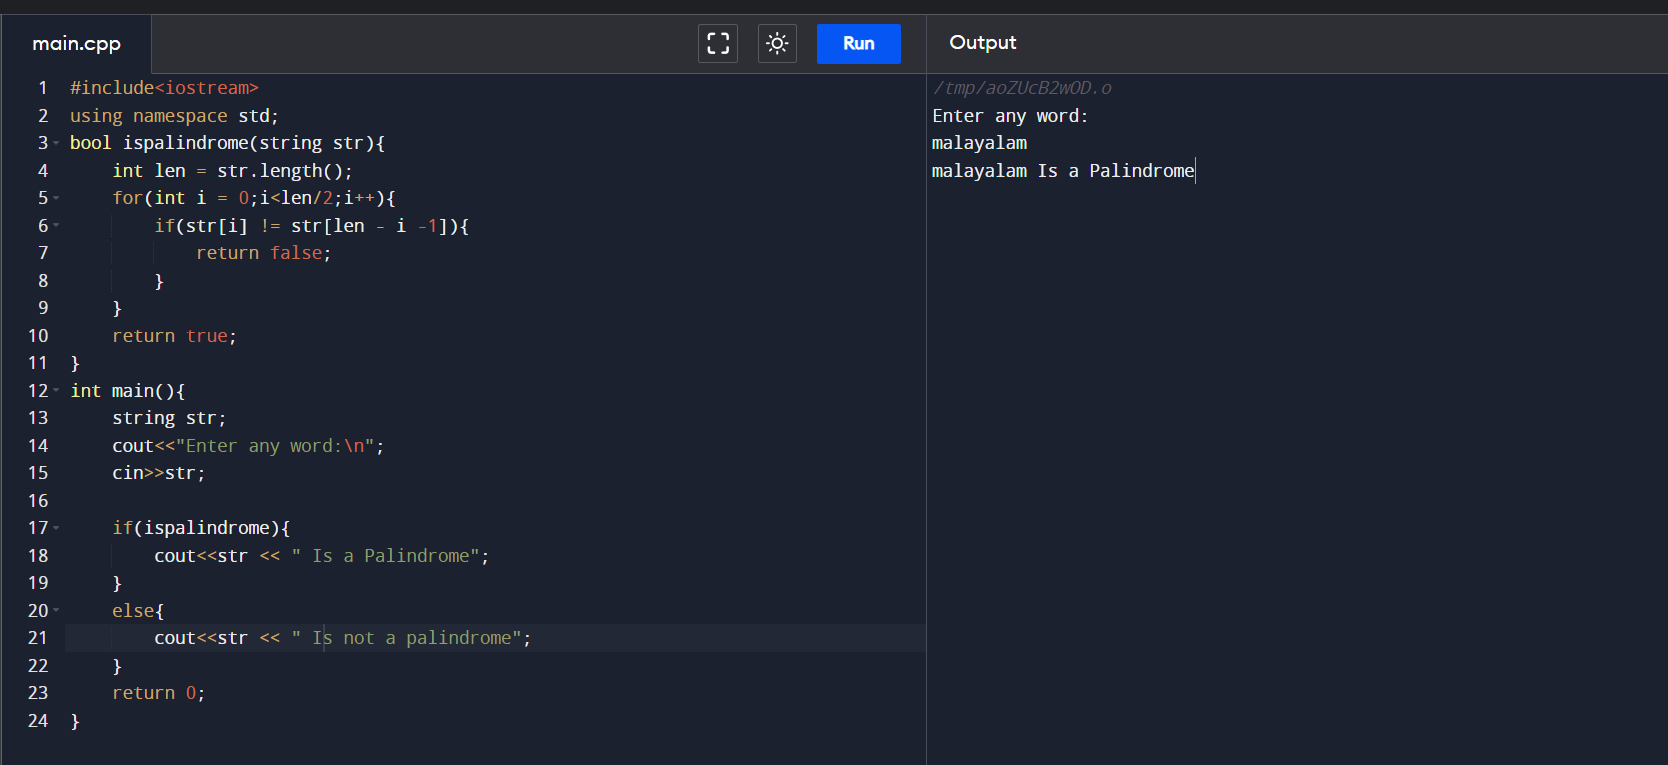 main.cpp
Run
Output
1 #include<iostream>
2 using namespace std;
3 bool ispalindrome(string str){
4     int len = str.length();
5     for(int i = 0;i<len/2;i++){
6         if(str[i] != str[len - i -1]){
7             return false;
8         }
9     }
10     return true;
11 }
12 int main(){
13     string str;
14     cout<<"Enter any word:\n";
15     cin>>str;
16
17     if(ispalindrome){
18         cout<<str << " Is a Palindrome";
19     }
20     else{
21         cout<<str << " Is not a palindrome";
22     }
23     return 0;
24 }
/tmp/aoZUcB2wOD.o
Enter any word:
malayalam
malayalam Is a Palindrome